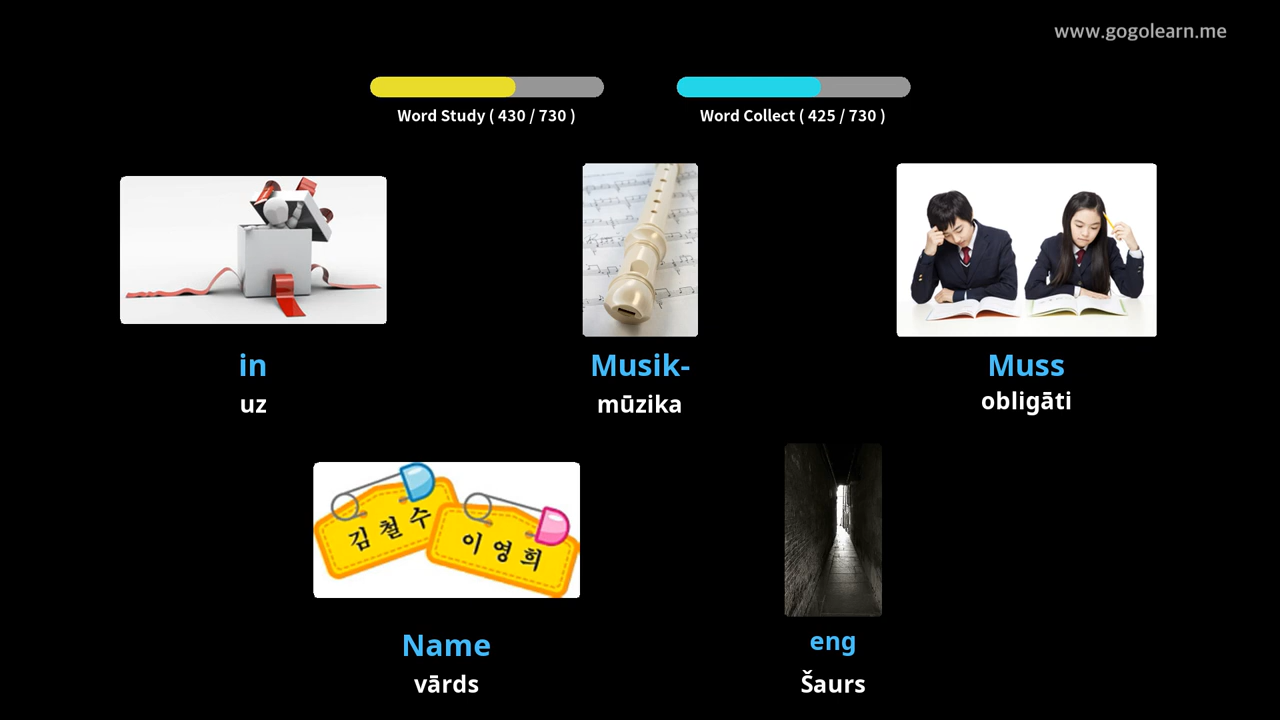 www.gogolearn.me
Word Study ( 430 / 730 )
Word Collect ( 425 / 730 )
in
uz
Musik-
mūzika
Muss
obligāti
김철수
이영희
Name
vārds
eng
Šaurs